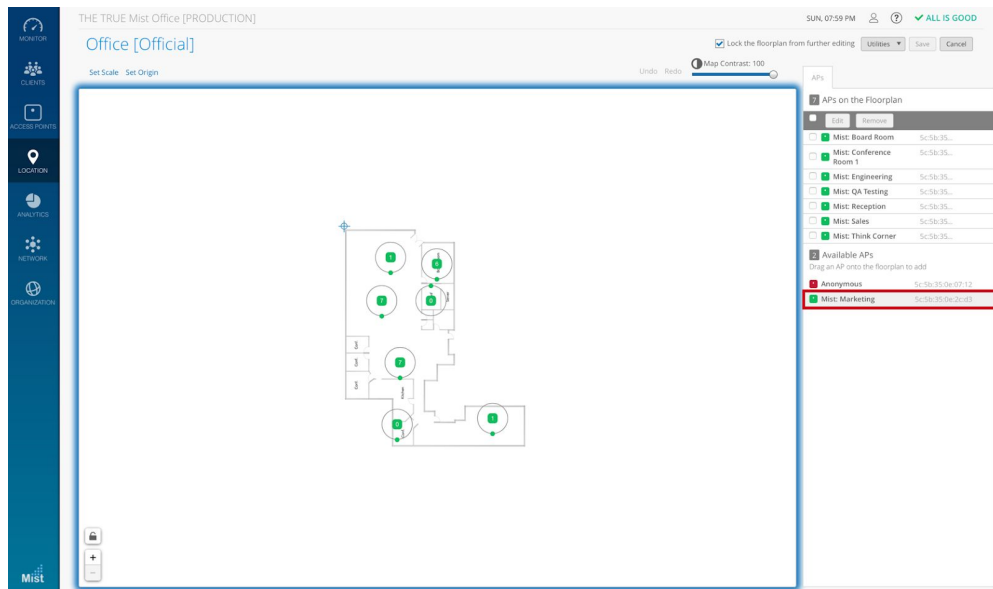 THE TRUE Mist Office [PRODUCTION]
SUN, 07:59 PM
ALL IS GOOD
MONITOR
CLIENTS
ACCESS POINTS
LOCATION
ANALYTICS
NETWORK
ORGANIZATION
Mist
Office [Official]
Lock the floorplan from further editing
Utilities
Save
Cancel
Set Scale
Set Origin
Undo
Redo
Map Contrast: 100
APs
7 APs on the Floorplan
Edit
Remove
Mist: Board Room 5c:5b:35...
Mist: Conference
Room 1 5c:5b:35...
Mist: Engineering 5c:5b:35...
Mist: QA Testing 5c:5b:35...
Mist: Reception 5c:5b:35...
Mist: Sales 5c:5b:35...
Mist: Think Corner 5c:5b:35...
2 Available APs
Drag an AP onto the floorplan to add
Anonymous 5c:5b:35:0e:07:12
Mist: Marketing 5c:5b:35:0e:2c:d3
1
7
0
7
Conf
Conf
Conf
Kitchen
0
1
+
-